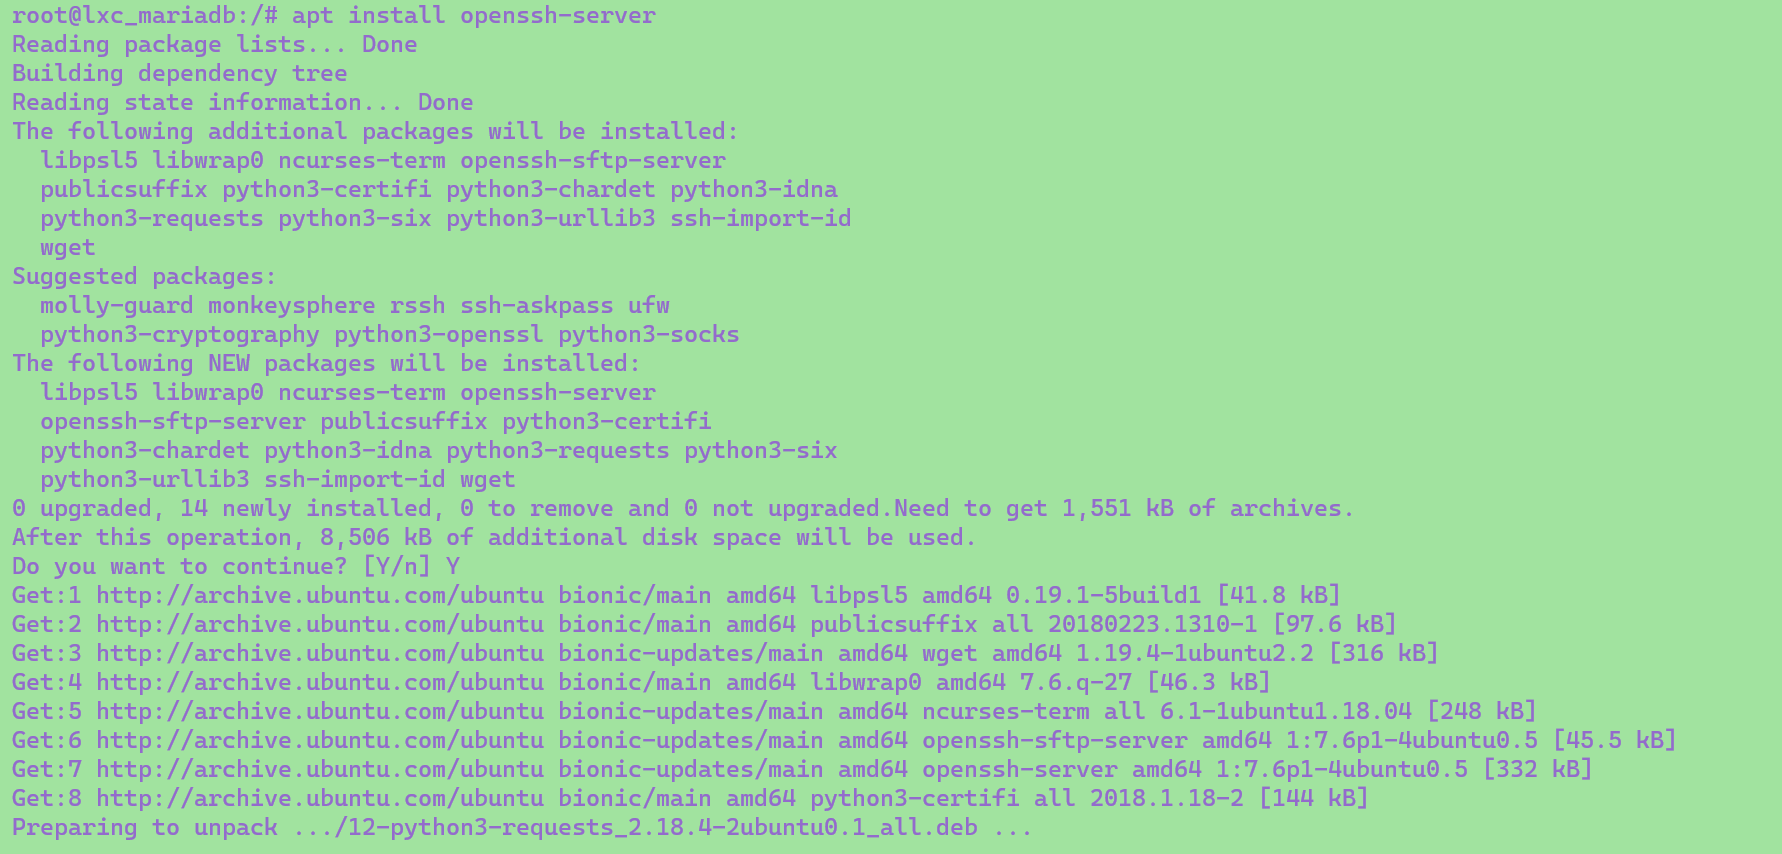 root@lxc_mariadb:/# apt install openssh-server
Reading package lists... Done
Building dependency tree
Reading state information... Done
The following additional packages will be installed:
  libpsl5 libwrap0 ncurses-term openssh-sftp-server
  publicsuffix python3-certifi python3-chardet python3-idna
  python3-requests python3-six python3-urllib3 ssh-import-id
  wget
Suggested packages:
  molly-guard monkeysphere rssh ssh-askpass ufw
  python3-cryptography python3-openssl python3-socks
The following NEW packages will be installed:
  libpsl5 libwrap0 ncurses-term openssh-server
  openssh-sftp-server publicsuffix python3-certifi
  python3-chardet python3-idna python3-requests python3-six
  python3-urllib3 ssh-import-id wget
0 upgraded, 14 newly installed, 0 to remove and 0 not upgraded.Need to get 1,551 kB of archives.
After this operation, 8,506 kB of additional disk space will be used.
Do you want to continue? [Y/n] Y
Get:1 http://archive.ubuntu.com/ubuntu bionic/main amd64 libpsl5 amd64 0.19.1-5build1 [41.8 kB]
Get:2 http://archive.ubuntu.com/ubuntu bionic/main amd64 publicsuffix all 20180223.1310-1 [97.6 kB]
Get:3 http://archive.ubuntu.com/ubuntu bionic-updates/main amd64 wget amd64 1.19.4-1ubuntu2.2 [316 kB]
Get:4 http://archive.ubuntu.com/ubuntu bionic/main amd64 libwrap0 amd64 7.6.q-27 [46.3 kB]
Get:5 http://archive.ubuntu.com/ubuntu bionic-updates/main amd64 ncurses-term all 6.1-1ubuntu1.18.04 [248 kB]
Get:6 http://archive.ubuntu.com/ubuntu bionic-updates/main amd64 openssh-sftp-server amd64 1:7.6p1-4ubuntu0.5 [45.5 kB]
Get:7 http://archive.ubuntu.com/ubuntu bionic-updates/main amd64 openssh-server amd64 1:7.6p1-4ubuntu0.5 [332 kB]
Get:8 http://archive.ubuntu.com/ubuntu bionic/main amd64 python3-certifi all 2018.1.18-2 [144 kB]
Preparing to unpack .../12-python3-requests_2.18.4-2ubuntu0.1_all.deb ...